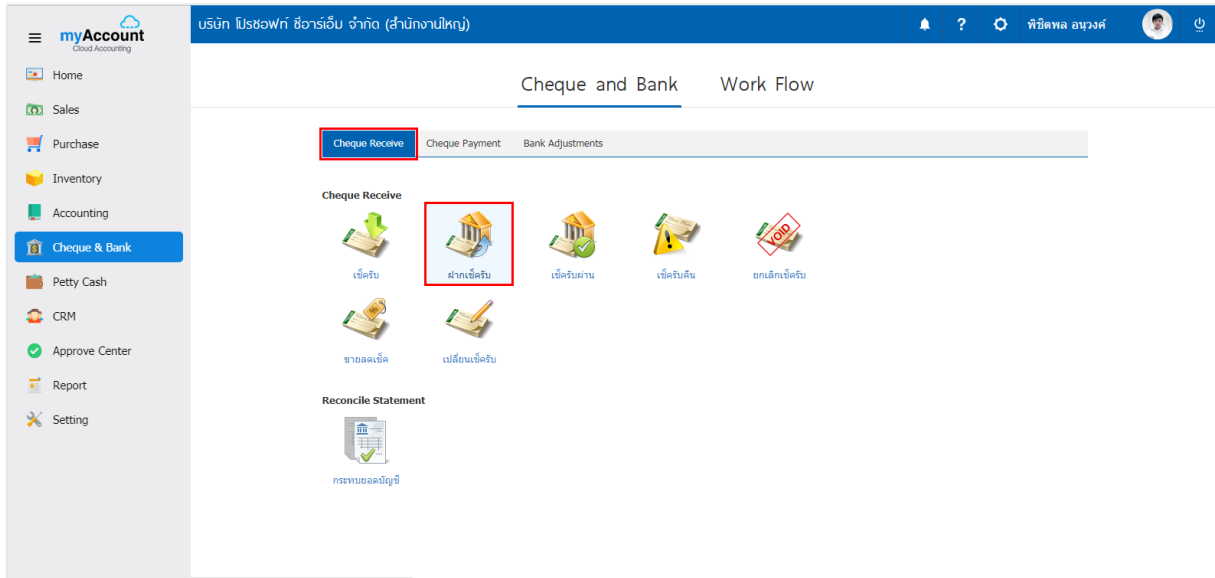 myAccount
Cloud Accounting
บริษัท โปรซอฟท์ ซีอาร์เอ็ม จำกัด (สำนักงานใหญ่)
?
พิชิตพล อนุวงค์
Home
Sales
Purchase
Inventory
Accounting
Cheque & Bank
Petty Cash
CRM
Approve Center
Report
Setting
Cheque and Bank Work Flow
Cheque Receive Cheque Payment Bank Adjustments
Cheque Receive
VOID
เช็ครับ ฝากเช็ครับ เช็ครับผ่าน เช็ครับคืน ยกเลิกเช็ครับ
ขายลดเช็ค เปลี่ยนเช็ครับ
Reconcile Statement
กระทบยอดบัญชี